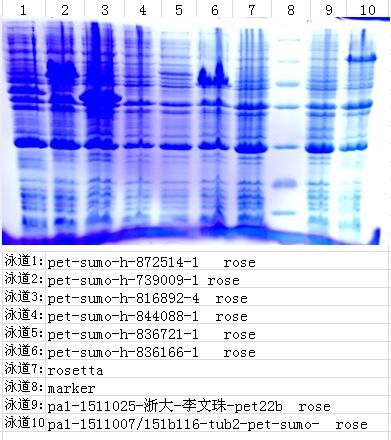 1 2 3 4 5 6 7 8 9 10
泳道1: pet-sumo-h-872514-1 rose
泳道2: pet-sumo-h-739009-1 rose
泳道3: pet-sumo-h-816892-4 rose
泳道4: pet-sumo-h-844088-1 rose
泳道5: pet-sumo-h-836721-1 rose
泳道6: pet-sumo-h-836166-1 rose
泳道7: rosetta
泳道8: marker
泳道9: pa1-1511025-浙大-李文珠-pet22b rose
泳道10 pa1-1511007/151b116-tub2-pet-sumo- rose